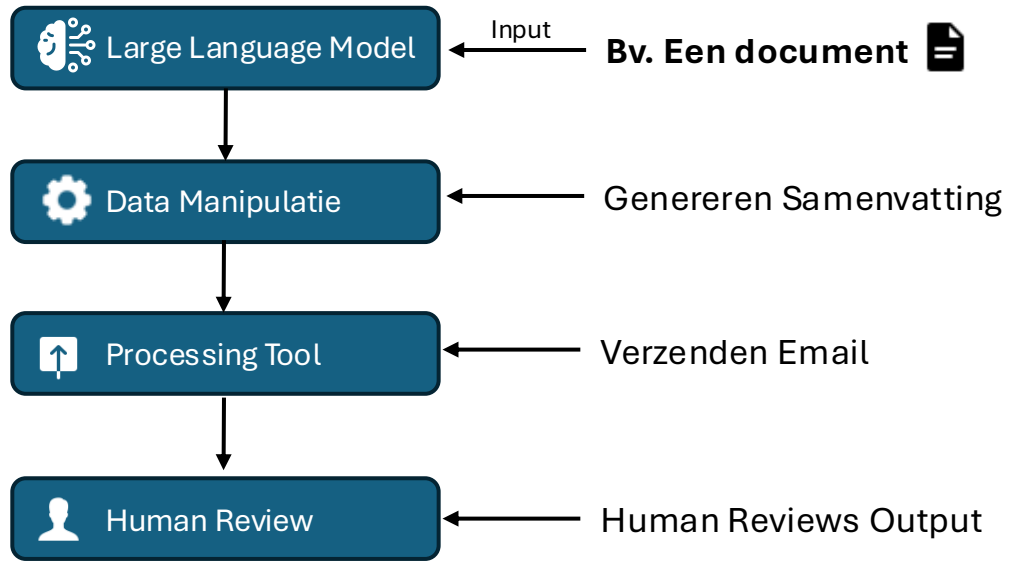 Large Language Model
Input
Bv. Een document
Data Manipulatie
Genereren Samenvatting
Processing Tool
Verzenden Email
Human Review
Human Reviews Output